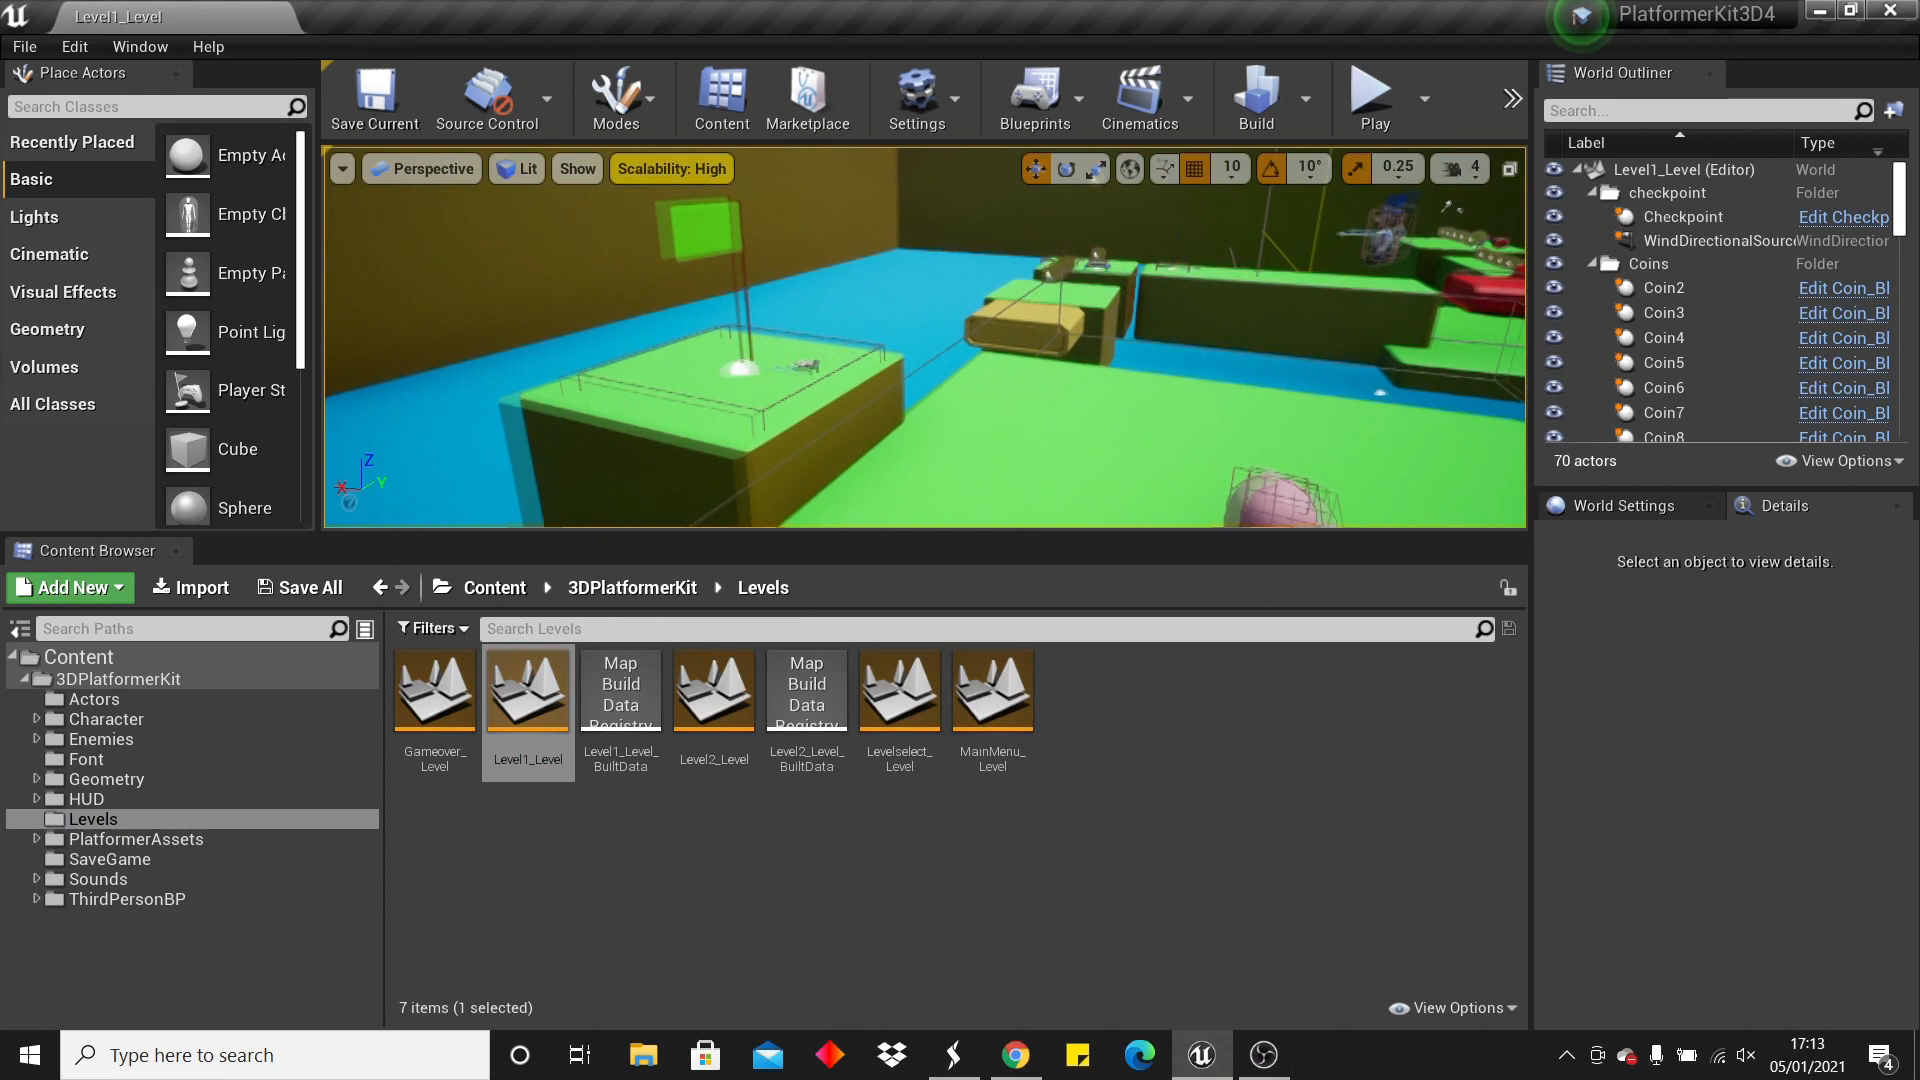 Level1_Level
PlatformerKit3D4
File Edit Window Help
Place Actors
Search Classes
Recently Placed
Basic
Lights
Cinematic
Visual Effects
Geometry
Volumes
All Classes
Empty Ac
Empty Cl
Empty Pa
Point Lig
Player St
Cube
Sphere
Save Current
Source Control
Modes
Content
Marketplace
Settings
Blueprints
Cinematics
Build
Play
Perspective
Lit
Show
Scalability: High
10
10°
0.25
4
Z
X
Y
World Outliner
Search...
Label Type
Level1_Level (Editor) World
checkpoint Folder
Checkpoint Edit Checkp
WindDirectionalSource WindDirection
Coins Folder
Coin2 Edit Coin_Bl
Coin3 Edit Coin_Bl
Coin4 Edit Coin_Bl
Coin5 Edit Coin_Bl
Coin6 Edit Coin_Bl
Coin7 Edit Coin_Bl
Coin8 Edit Coin_Bl
70 actors
View Options
World Settings
Details
Select an object to view details.
Content Browser
Add New
Import
Save All
Content
3DPlatformerKit
Levels
Search Paths
Filters
Search Levels
Content
3DPlatformerKit
Actors
Character
Enemies
Font
Geometry
HUD
Levels
PlatformerAssets
SaveGame
Sounds
ThirdPersonBP
Gameover_
Level
Level1_Level
Map
Build
Data
Registry
Level1_Level_
BuiltData
Level2_Level
Map
Build
Data
Registry
Level2_Level_
BuiltData
Levelselect_
Level
MainMenu_
Level
7 items (1 selected)
View Options
Type here to search
17:13
05/01/2021
4